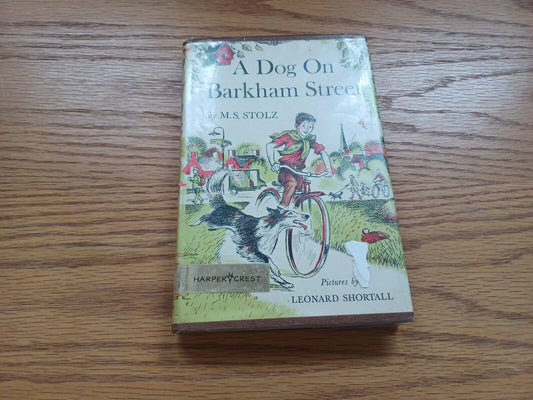 A Dog On
Barkham Street
by M.S. STOLZ
HARPER CREST
Pictures by
LEONARD SHORTALL